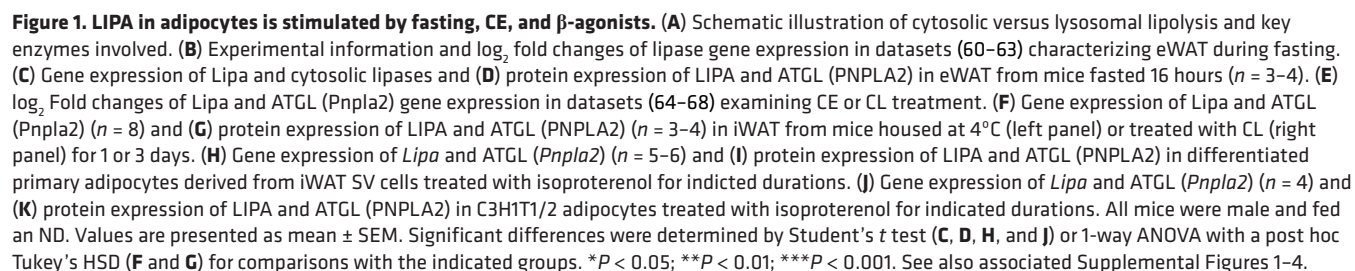 Figure 1. LIPA in adipocytes is stimulated by fasting, CE, and β-agonists. (A) Schematic illustration of cytosolic versus lysosomal lipolysis and key
enzymes involved. (B) Experimental information and log₂ fold changes of lipase gene expression in datasets (60–63) characterizing eWAT during fasting.
(C) Gene expression of Lipa and cytosolic lipases and (D) protein expression of LIPA and ATGL (PNPLA2) in eWAT from mice fasted 16 hours (n = 3–4). (E)
log₂ Fold changes of Lipa and ATGL (Pnpla2) gene expression in datasets (64–68) examining CE or CL treatment. (F) Gene expression of Lipa and ATGL
(Pnpla2) (n = 8) and (G) protein expression of LIPA and ATGL (PNPLA2) (n = 3–4) in iWAT from mice housed at 4°C (left panel) or treated with CL (right
panel) for 1 or 3 days. (H) Gene expression of Lipa and ATGL (Pnpla2) (n = 5–6) and (I) protein expression of LIPA and ATGL (PNPLA2) in differentiated
primary adipocytes derived from iWAT SV cells treated with isoproterenol for indicted durations. (J) Gene expression of Lipa and ATGL (Pnpla2) (n = 4) and
(K) protein expression of LIPA and ATGL (PNPLA2) in C3H1T1/2 adipocytes treated with isoproterenol for indicated durations. All mice were male and fed
an ND. Values are presented as mean ± SEM. Significant differences were determined by Student's t test (C, D, H, and J) or 1-way ANOVA with a post hoc
Tukey's HSD (F and G) for comparisons with the indicated groups. *P < 0.05; **P < 0.01; ***P < 0.001. See also associated Supplemental Figures 1–4.